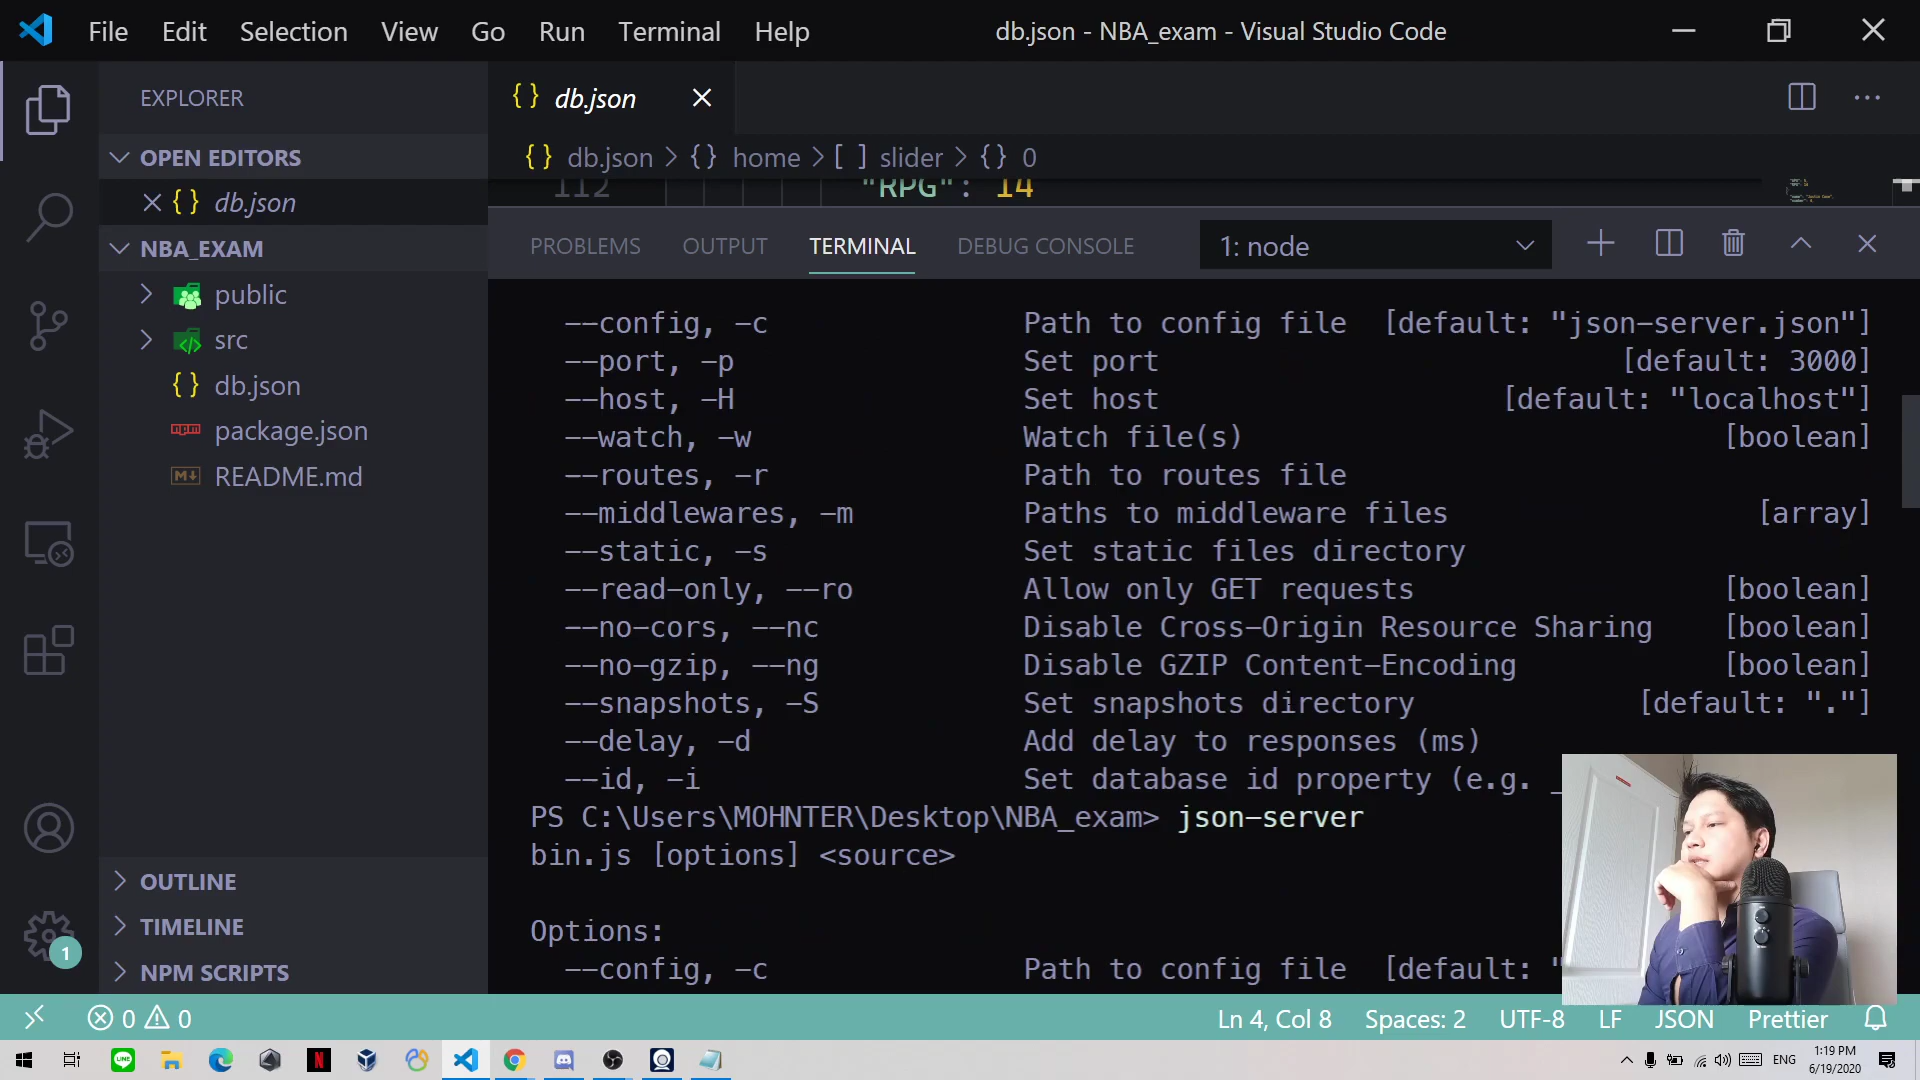 File Edit Selection View Go Run Terminal Help db.json - NBA_exam - Visual Studio Code
EXPLORER
OPEN EDITORS
db.json
NBA_EXAM
public
src
db.json
package.json
README.md
OUTLINE
TIMELINE
NPM SCRIPTS
1
{} db.json
{} db.json > {} home > [ ] slider > {} 0
112 "RPG": 14
PROBLEMS OUTPUT TERMINAL DEBUG CONSOLE 1: node
--config, -c Path to config file [default: "json-server.json"]
--port, -p Set port [default: 3000]
--host, -H Set host [default: "localhost"]
--watch, -w Watch file(s) [boolean]
--routes, -r Path to routes file
--middlewares, -m Paths to middleware files [array]
--static, -s Set static files directory
--read-only, --ro Allow only GET requests [boolean]
--no-cors, --nc Disable Cross-Origin Resource Sharing [boolean]
--no-gzip, --ng Disable GZIP Content-Encoding [boolean]
--snapshots, -S Set snapshots directory [default: "."]
--delay, -d Add delay to responses (ms)
--id, -i Set database id property (e.g. _
PS C:\Users\MOHNTER\Desktop\NBA_exam> json-server
bin.js [options] <source>
Options:
--config, -c Path to config file [default: "
0 0 Ln 4, Col 8 Spaces: 2 UTF-8 LF JSON Prettier
ENG 1:19 PM
6/19/2020